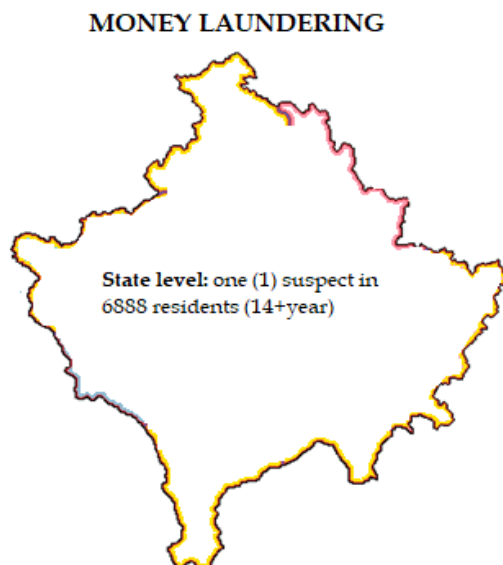 MONEY LAUNDERING
State level: one (1) suspect in
6888 residents (14+year)